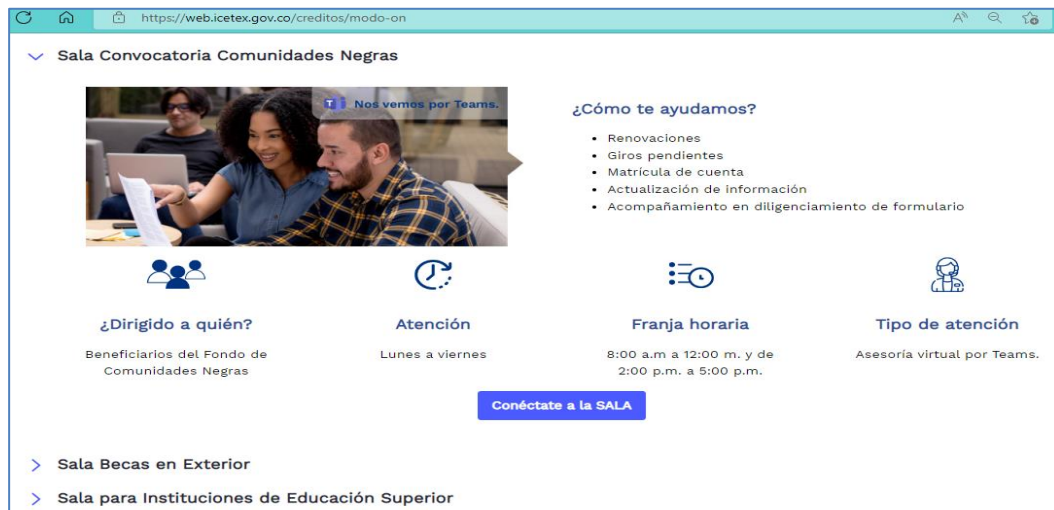 https://web.icetex.gov.co/creditos/modo-on
Sala Convocatoria Comunidades Negras
Nos vemos por Teams.
¿Cómo te ayudamos?
• Renovaciones
• Giros pendientes
• Matrícula de cuenta
• Actualización de información
• Acompañamiento en diligenciamiento de formulario
¿Dirigido a quién?
Beneficiarios del Fondo de
Comunidades Negras
Atención
Lunes a viernes
Franja horaria
8:00 a.m a 12:00 m. y de
2:00 p.m. a 5:00 p.m.
Tipo de atención
Asesoría virtual por Teams.
Conéctate a la SALA
Sala Becas en Exterior
Sala para Instituciones de Educación Superior